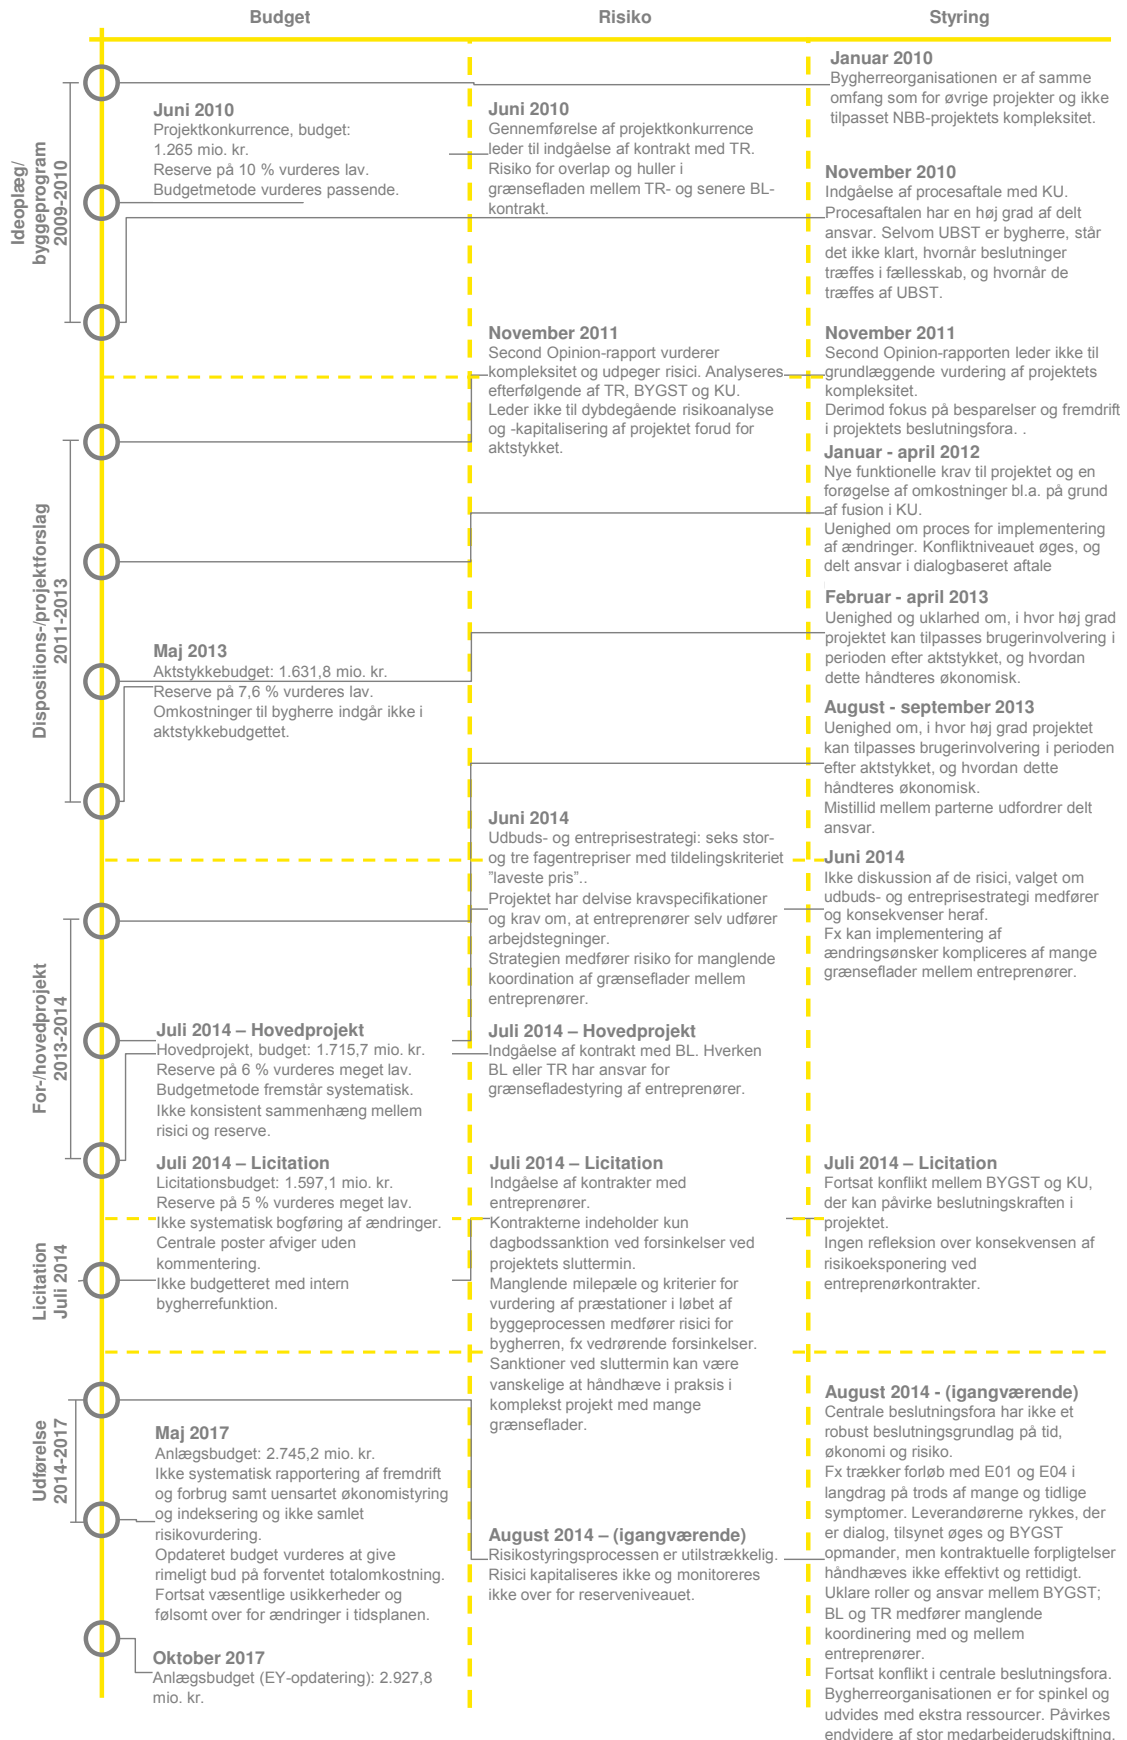 Budget
Risiko
Styring
Ideoplæg/
byggeprogram
2009-2010
Juni 2010
Projektkonkurrence, budget:
1.265 mio. kr.
Reserve på 10 % vurderes lav.
Budgetmetode vurderes passende.
Juni 2010
Gennemførelse af projektkonkurrence
leder til indgåelse af kontrakt med TR.
Risiko for overlap og huller i
grænsefladen mellem TR- og senere BL-
kontrakt.
Januar 2010
Bygherreorganisationen er af samme
omfang som for øvrige projekter og ikke
tilpasset NBB-projektets kompleksitet.
November 2010
Indgåelse af procesaftale med KU.
Procesaftalen har en høj grad af delt
ansvar. Selvom UBST er bygherre, står
det ikke klart, hvornår beslutninger
træffes i fællesskab, og hvornår de
træffes af UBST.
Dispositions-/projektforslag
2011-2013
November 2011
Second Opinion-rapport vurderer
kompleksitet og udpeger risici. Analyseres
efterfølgende af TR, BYGST og KU.
Leder ikke til dybdegående risikoanalyse
og -kapitalisering af projektet forud for
aktstykket.
November 2011
Second Opinion-rapporten leder ikke til
grundlæggende vurdering af projektets
kompleksitet.
Derimod fokus på besparelser og fremdrift
i projektets beslutningsfora. .
Januar - april 2012
Nye funktionelle krav til projektet og en
forøgelse af omkostninger bl.a. på grund
af fusion i KU.
Uenighed om proces for implementering
af ændringer. Konfliktniveauet øges, og
delt ansvar i dialogbaseret aftale
Februar - april 2013
Uenighed og uklarhed om, i hvor høj grad
projektet kan tilpasses brugerinvolvering i
perioden efter aktstykket, og hvordan
dette håndteres økonomisk.
Maj 2013
Aktstykkebudget: 1.631,8 mio. kr.
Reserve på 7,6 % vurderes lav.
Omkostninger til bygherre indgår ikke i
aktstykkebudgettet.
August - september 2013
Uenighed om, i hvor høj grad projektet
kan tilpasses brugerinvolvering i perioden
efter aktstykket, og hvordan dette
håndteres økonomisk.
Mistillid mellem parterne udfordrer delt
ansvar.
For-/hovedprojekt
2013-2014
Juni 2014
Udbuds- og entreprisestrategi: seks stor-
og tre fagentrepriser med tildelingskriteriet
"laveste pris"..
Projektet har delvise kravspecifikationer
og krav om, at entreprenører selv udfører
arbejdstegninger.
Strategien medfører risiko for manglende
koordination af grænseflader mellem
entreprenører.
Juni 2014
Ikke diskussion af de risici, valget om
udbuds- og entreprisestrategi medfører
og konsekvenser heraf.
Fx kan implementering af
ændringsønsker kompliceres af mange
grænseflader mellem entreprenører.
Juli 2014 – Hovedprojekt
Hovedprojekt, budget: 1.715,7 mio. kr.
Reserve på 6 % vurderes meget lav.
Budgetmetode fremstår systematisk.
Ikke konsistent sammenhæng mellem
risici og reserve.
Juli 2014 – Hovedprojekt
Indgåelse af kontrakt med BL. Hverken
BL eller TR har ansvar for
grænsefladestyring af entreprenører.
Licitation
Juli 2014
Juli 2014 – Licitation
Licitationsbudget: 1.597,1 mio. kr.
Reserve på 5 % vurderes meget lav.
Ikke systematisk bogføring af ændringer.
Centrale poster afviger uden
kommentering.
Ikke budgetteret med intern
bygherrefunktion.
Juli 2014 – Licitation
Indgåelse af kontrakter med
entreprenører.
Kontrakterne indeholder kun
dagbodssanktion ved forsinkelser ved
projektets sluttermin.
Manglende milepæle og kriterier for
vurdering af præstationer i løbet af
byggeprocessen medfører risici for
bygherren, fx vedrørende forsinkelser.
Sanktioner ved sluttermin kan være
vanskelige at håndhæve i praksis i
komplekst projekt med mange
grænseflader.
Juli 2014 – Licitation
Fortsat konflikt mellem BYGST og KU,
der kan påvirke beslutningskraften i
projektet.
Ingen refleksion over konsekvensen af
risikoeksponering ved
entreprenørkontrakter.
Udførelse
2014-2017
Maj 2017
Anlægsbudget: 2.745,2 mio. kr.
Ikke systematisk rapportering af fremdrift
og forbrug samt uensartet økonomistyring
og indeksering og ikke samlet
risikovurdering.
Opdateret budget vurderes at give
rimeligt bud på forventet totalomkostning.
Fortsat væsentlige usikkerheder og
følsomt over for ændringer i tidsplanen.
Oktober 2017
Anlægsbudget (EY-opdatering): 2.927,8
mio. kr.
August 2014 – (igangværende)
Risikostyringsprocessen er utilstrækkelig.
Risici kapitaliseres ikke og monitoreres
ikke over for reserveniveauet.
August 2014 - (igangværende)
Centrale beslutningsfora har ikke et
robust beslutningsgrundlag på tid,
økonomi og risiko.
Fx trækker forløb med E01 og E04 i
langdrag på trods af mange og tidlige
symptomer. Leverandørerne rykkes, der
er dialog, tilsynet øges og BYGST
opmander, men kontraktuelle forpligtelser
håndhæves ikke effektivt og rettidigt.
Uklare roller og ansvar mellem BYGST;
BL og TR medfører manglende
koordinering med og mellem
entreprenører.
Fortsat konflikt i centrale beslutningsfora.
Bygherreorganisationen er for spinkel og
udvides med ekstra ressourcer. Påvirkes
endvidere af stor medarbejderudskiftning.